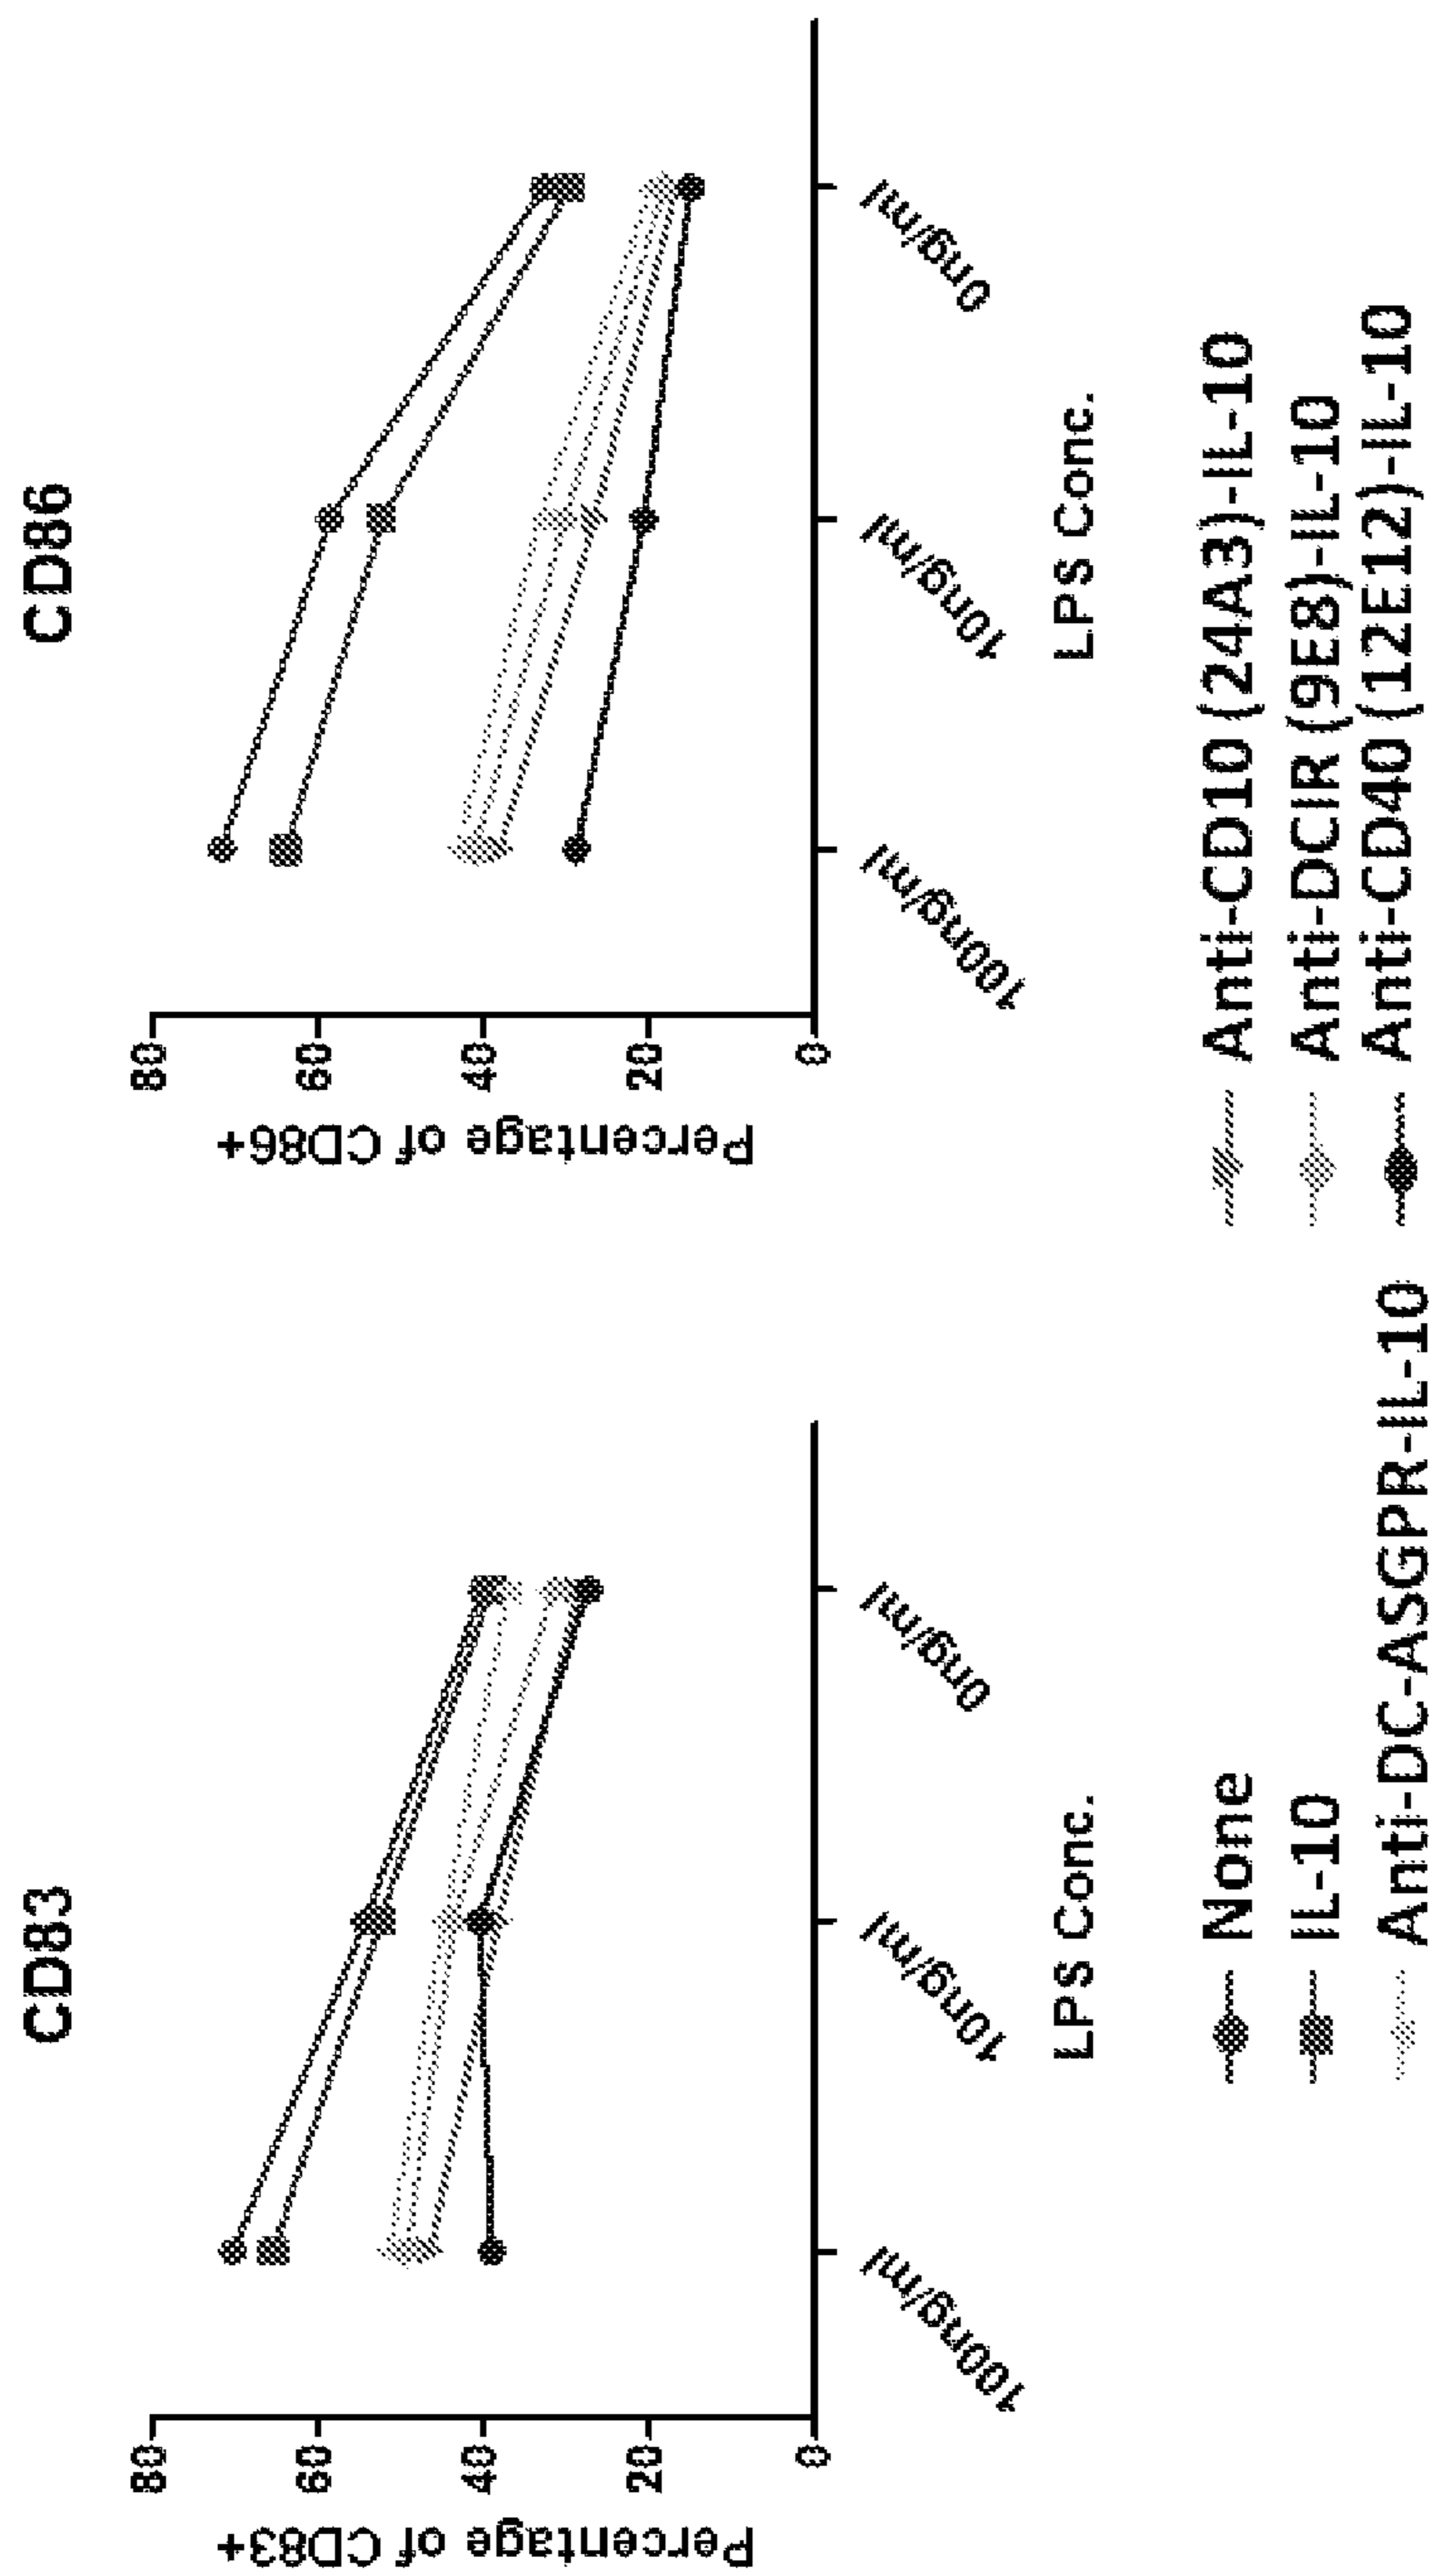 CD83
Percentage of CD83+
80
60
40
20
0
100ng/ml
10ng/ml
0ng/ml
LPS Conc.
CD86
Percentage of CD86+
80
60
40
20
0
100ng/ml
10ng/ml
0ng/ml
LPS Conc.
None
IL-10
Anti-DC-ASGPR-IL-10
Anti-CD10 (24A3)-IL-10
Anti-DCIR (9E8)-IL-10
Anti-CD40 (12E12)-IL-10